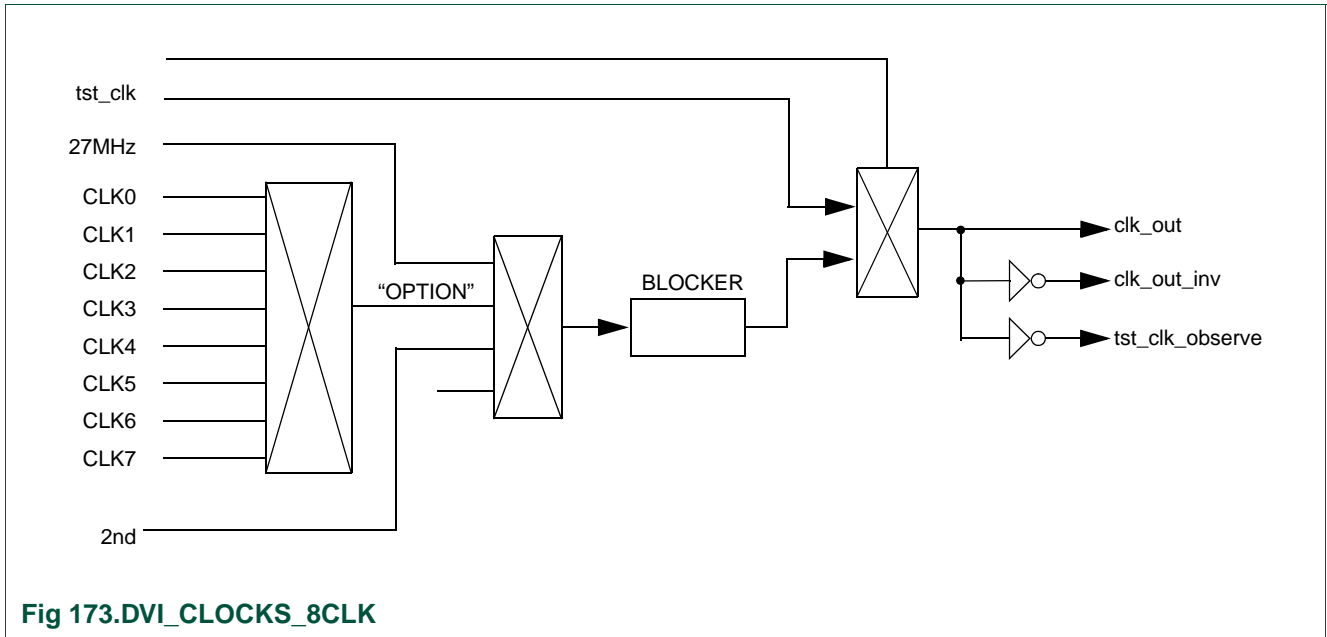 tst_clk
27MHz
CLK0
CLK1
CLK2
CLK3
CLK4
CLK5
CLK6
CLK7
2nd
“OPTION”
BLOCKER
clk_out
clk_out_inv
tst_clk_observe
Fig 173.DVI_CLOCKS_8CLK